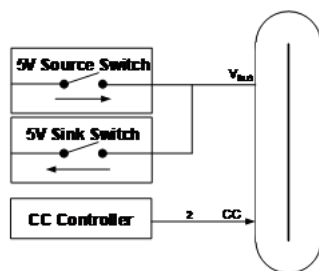 5V Source Switch
VBUS
5V Sink Switch
CC Controller
2
CC